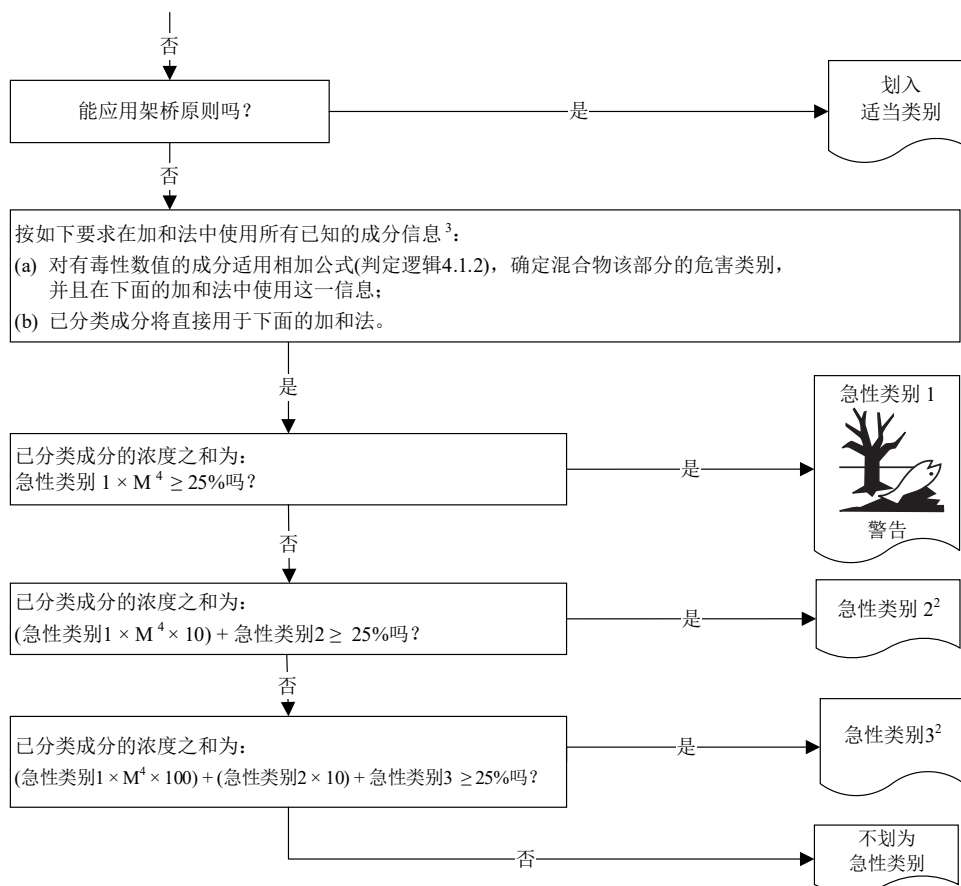 否
能应用架桥原则吗？
是
划入
适当类别
否
按如下要求在加和法中使用所有已知的成分信息3：
(a) 对有毒性数值的成分适用相加公式(判定逻辑4.1.2)，确定混合物该部分的危害类别，
并且在下面的加和法中使用这一信息；
(b) 已分类成分将直接用于下面的加和法。
是
急性类别 1
已分类成分的浓度之和为：
急性类别 1 × M 4 ≥ 25%吗？
是
警告
否
已分类成分的浓度之和为：
(急性类别1 × M 4 × 10) + 急性类别2 ≥ 25%吗？
是
急性类别 22
否
已分类成分的浓度之和为：
(急性类别1 × M4 × 100) + (急性类别2 × 10) + 急性类别3 ≥25%吗？
是
急性类别32
否
不划为
急性类别